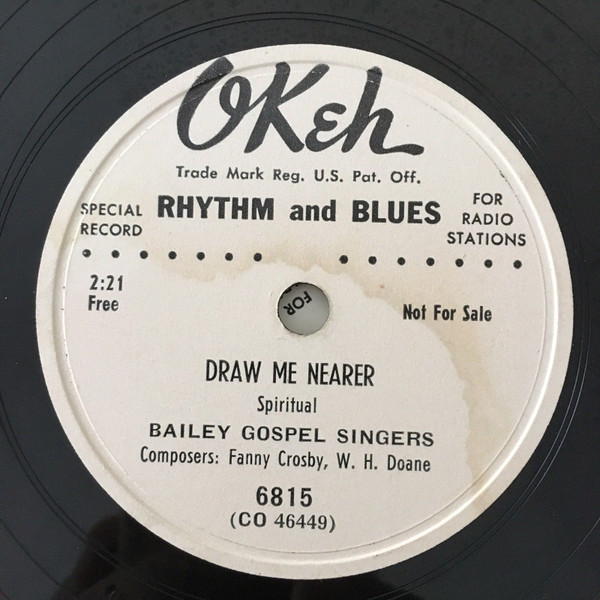 OKeh
Trade Mark Reg. U.S. Pat. Off.
SPECIAL RECORD
RHYTHM and BLUES
FOR RADIO STATIONS
2:21
Free
Not For Sale
FOR
DRAW ME NEARER
Spiritual
BAILEY GOSPEL SINGERS
Composers: Fanny Crosby, W. H. Doane
6815
(CO 46449)